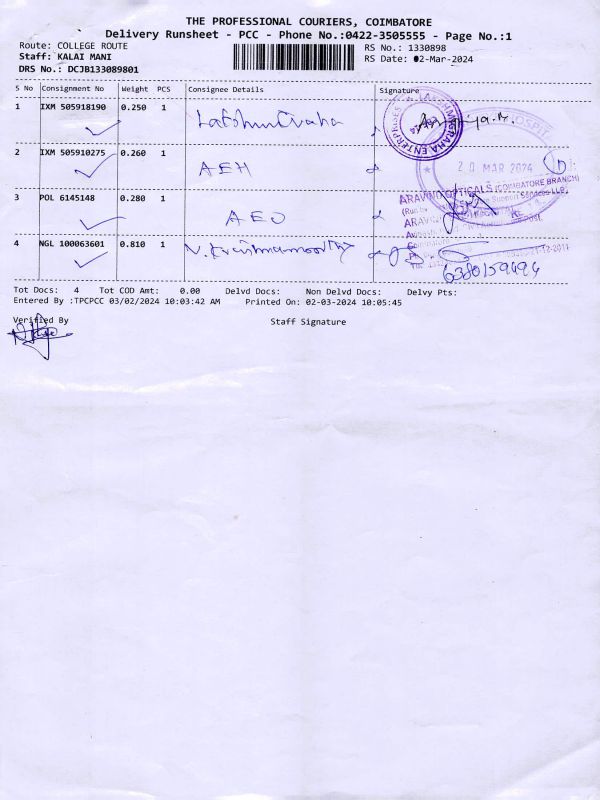 THE PROFESSIONAL COURIERS, COIMBATORE
Delivery Runsheet - PCC - Phone No.:0422-3505555 - Page No.:1
Route: COLLEGE ROUTE RS No.: 1330898
Staff: KALAI MANI RS Date: 02-Mar-2024
DRS No.: DCJB133089801
S No Consignment No Weight PCS Consignee Details Signature
1 IXM 505918190 0.250 1
2 IXM 505910275 0.260 1 AEH
20 MAR 2024
3 POL 6145148 0.280 1 AEO
ARAVIND OPTICALS (COIMBATORE BRANCH)
4 NGL 100063601 0.810 1 N. Krishnamoorthy
6380159494
Tot Docs: 4 Tot COD Amt: 0.00 Delvd Docs: Non Delvd Docs: Delvy Pts:
Entered By :TPCPCC 03/02/2024 10:03:42 AM Printed On: 02-03-2024 10:05:45
Verified By Staff Signature